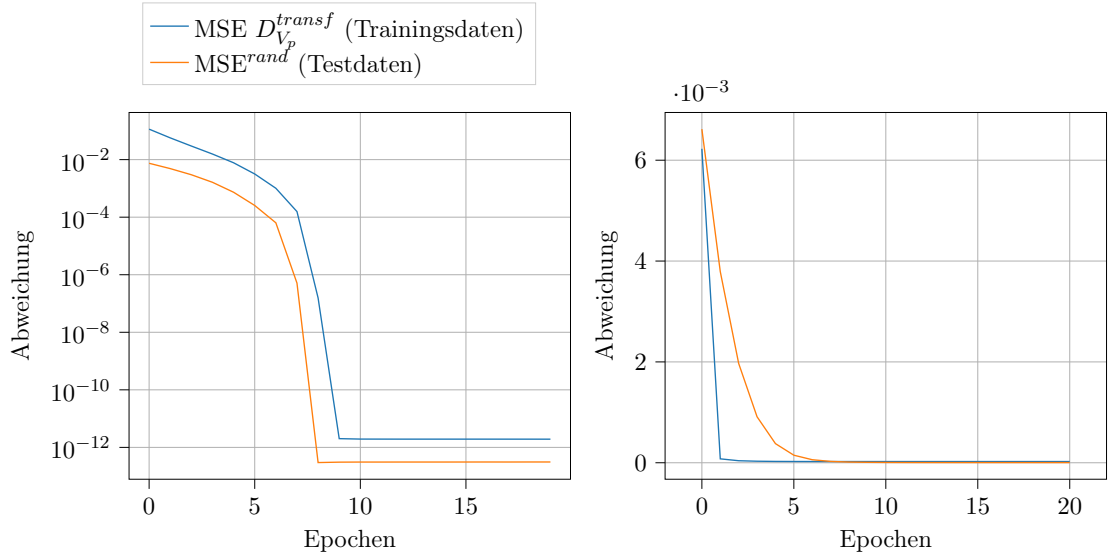 MSE $D_{V_p}^{transf}$ (Trainingsdaten)
MSE$^{rand}$ (Testdaten)
Abweichung
10⁻²
10⁻⁴
10⁻⁶
10⁻⁸
10⁻¹⁰
10⁻¹²
0 5 10 15
Epochen
·10⁻³
Abweichung
6
4
2
0
0 5 10 15 20
Epochen